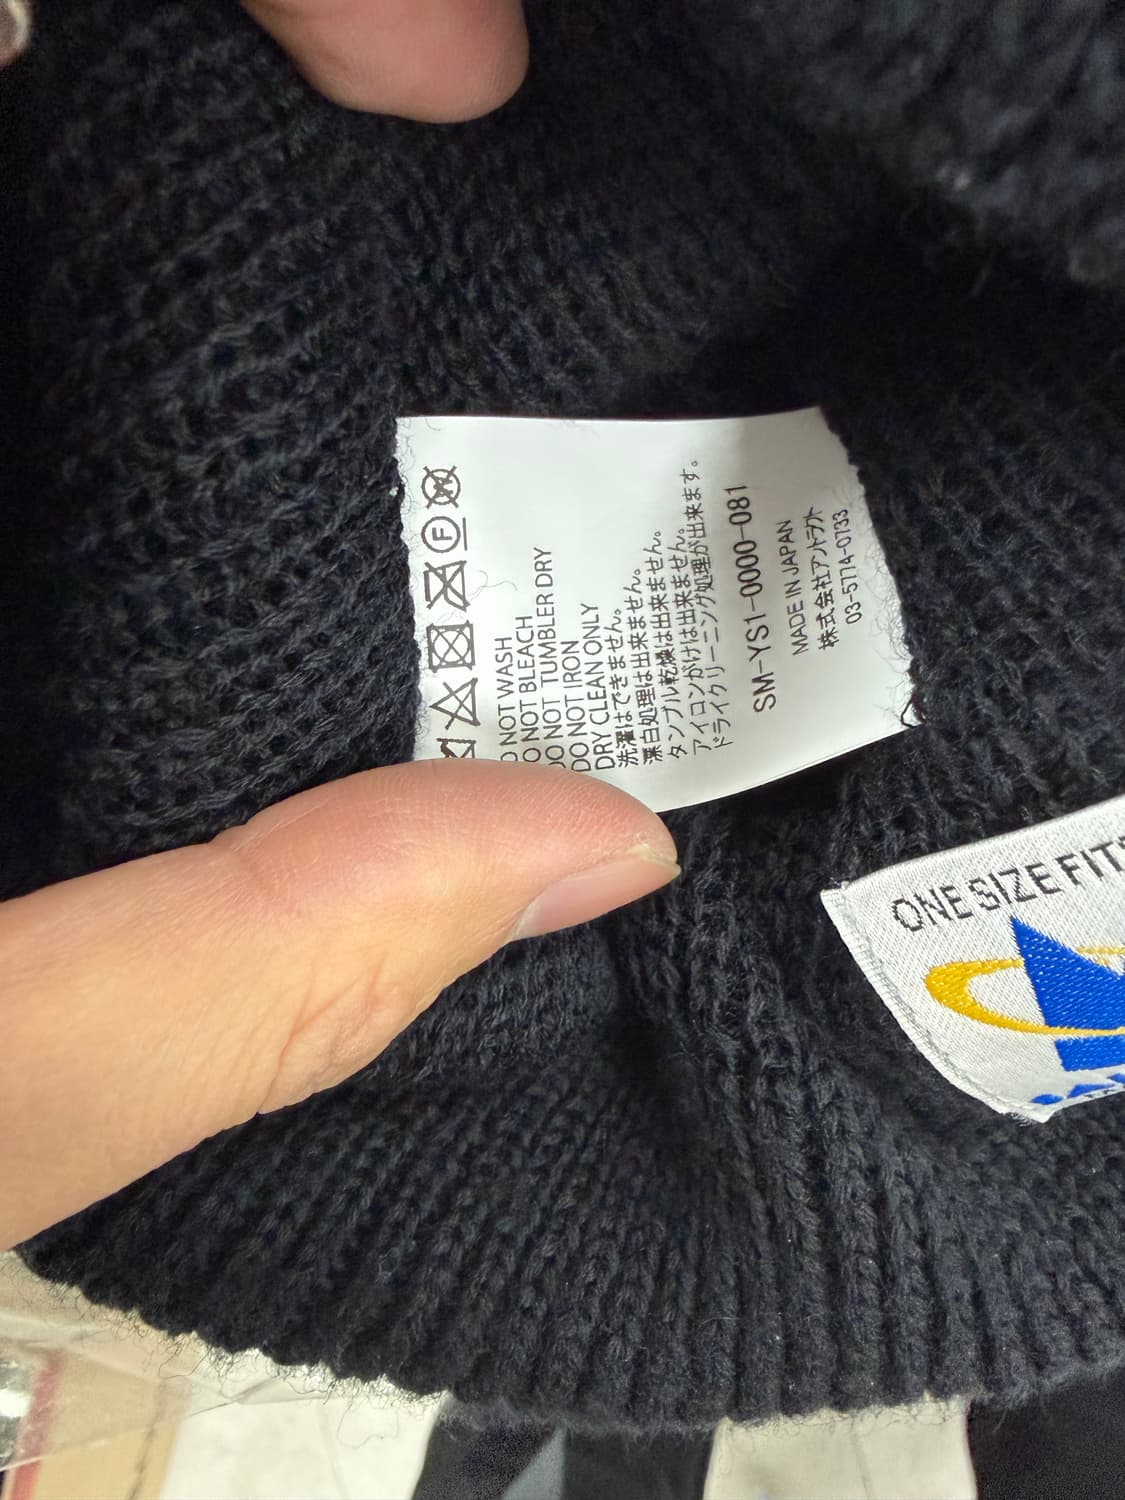 DO NOT WASH
DO NOT BLEACH
DO NOT TUMBLER DRY
DO NOT IRON
DRY CLEAN ONLY
洗濯はできません。
漂白処理は出来ません。
タンブル乾燥は出来ません。
アイロンがけは出来ません。
ドライクリーニング処理が出来ます。
SM-YS1-0000-081
MADE IN JAPAN
株式会社アントラクト
03-5774-0733
F
W
ONE SIZE FITS